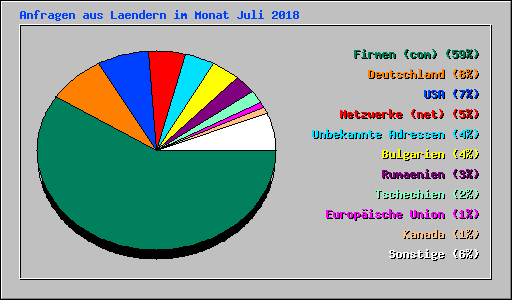 Anfragen aus Laendern im Monat Juli 2018
Firmen (com) (59%)
Deutschland (8%)
USA (7%)
Netzwerke (net) (5%)
Unbekannte Adressen (4%)
Bulgarien (4%)
Rumaenien (3%)
Tschechien (2%)
Europäische Union (1%)
Kanada (1%)
Sonstige (6%)